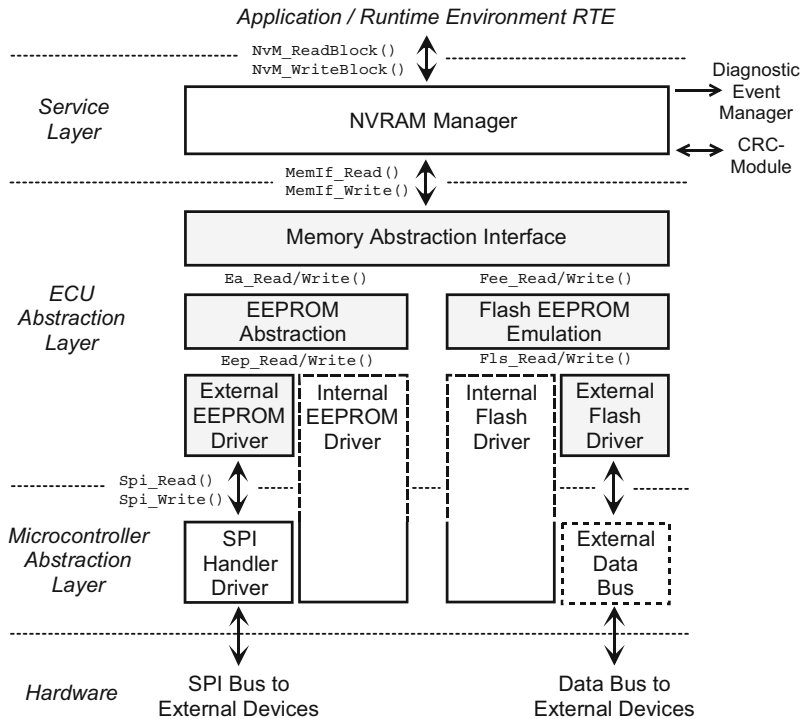 Application / Runtime Environment RTE
NvM_ReadBlock()
NvM_WriteBlock()
Service
Layer
NVRAM Manager
Diagnostic
Event
Manager
CRC-
Module
MemIf_Read()
MemIf_Write()
Memory Abstraction Interface
ECU
Abstraction
Layer
Ea_Read/Write()
Fee_Read/Write()
EEPROM
Abstraction
Flash EEPROM
Emulation
Eep_Read/Write()
Fls_Read/Write()
External
EEPROM
Driver
Internal
EEPROM
Driver
Internal
Flash
Driver
External
Flash
Driver
Spi_Read()
Spi_Write()
Microcontroller
Abstraction
Layer
SPI
Handler
Driver
External
Data
Bus
Hardware
SPI Bus to
External Devices
Data Bus to
External Devices